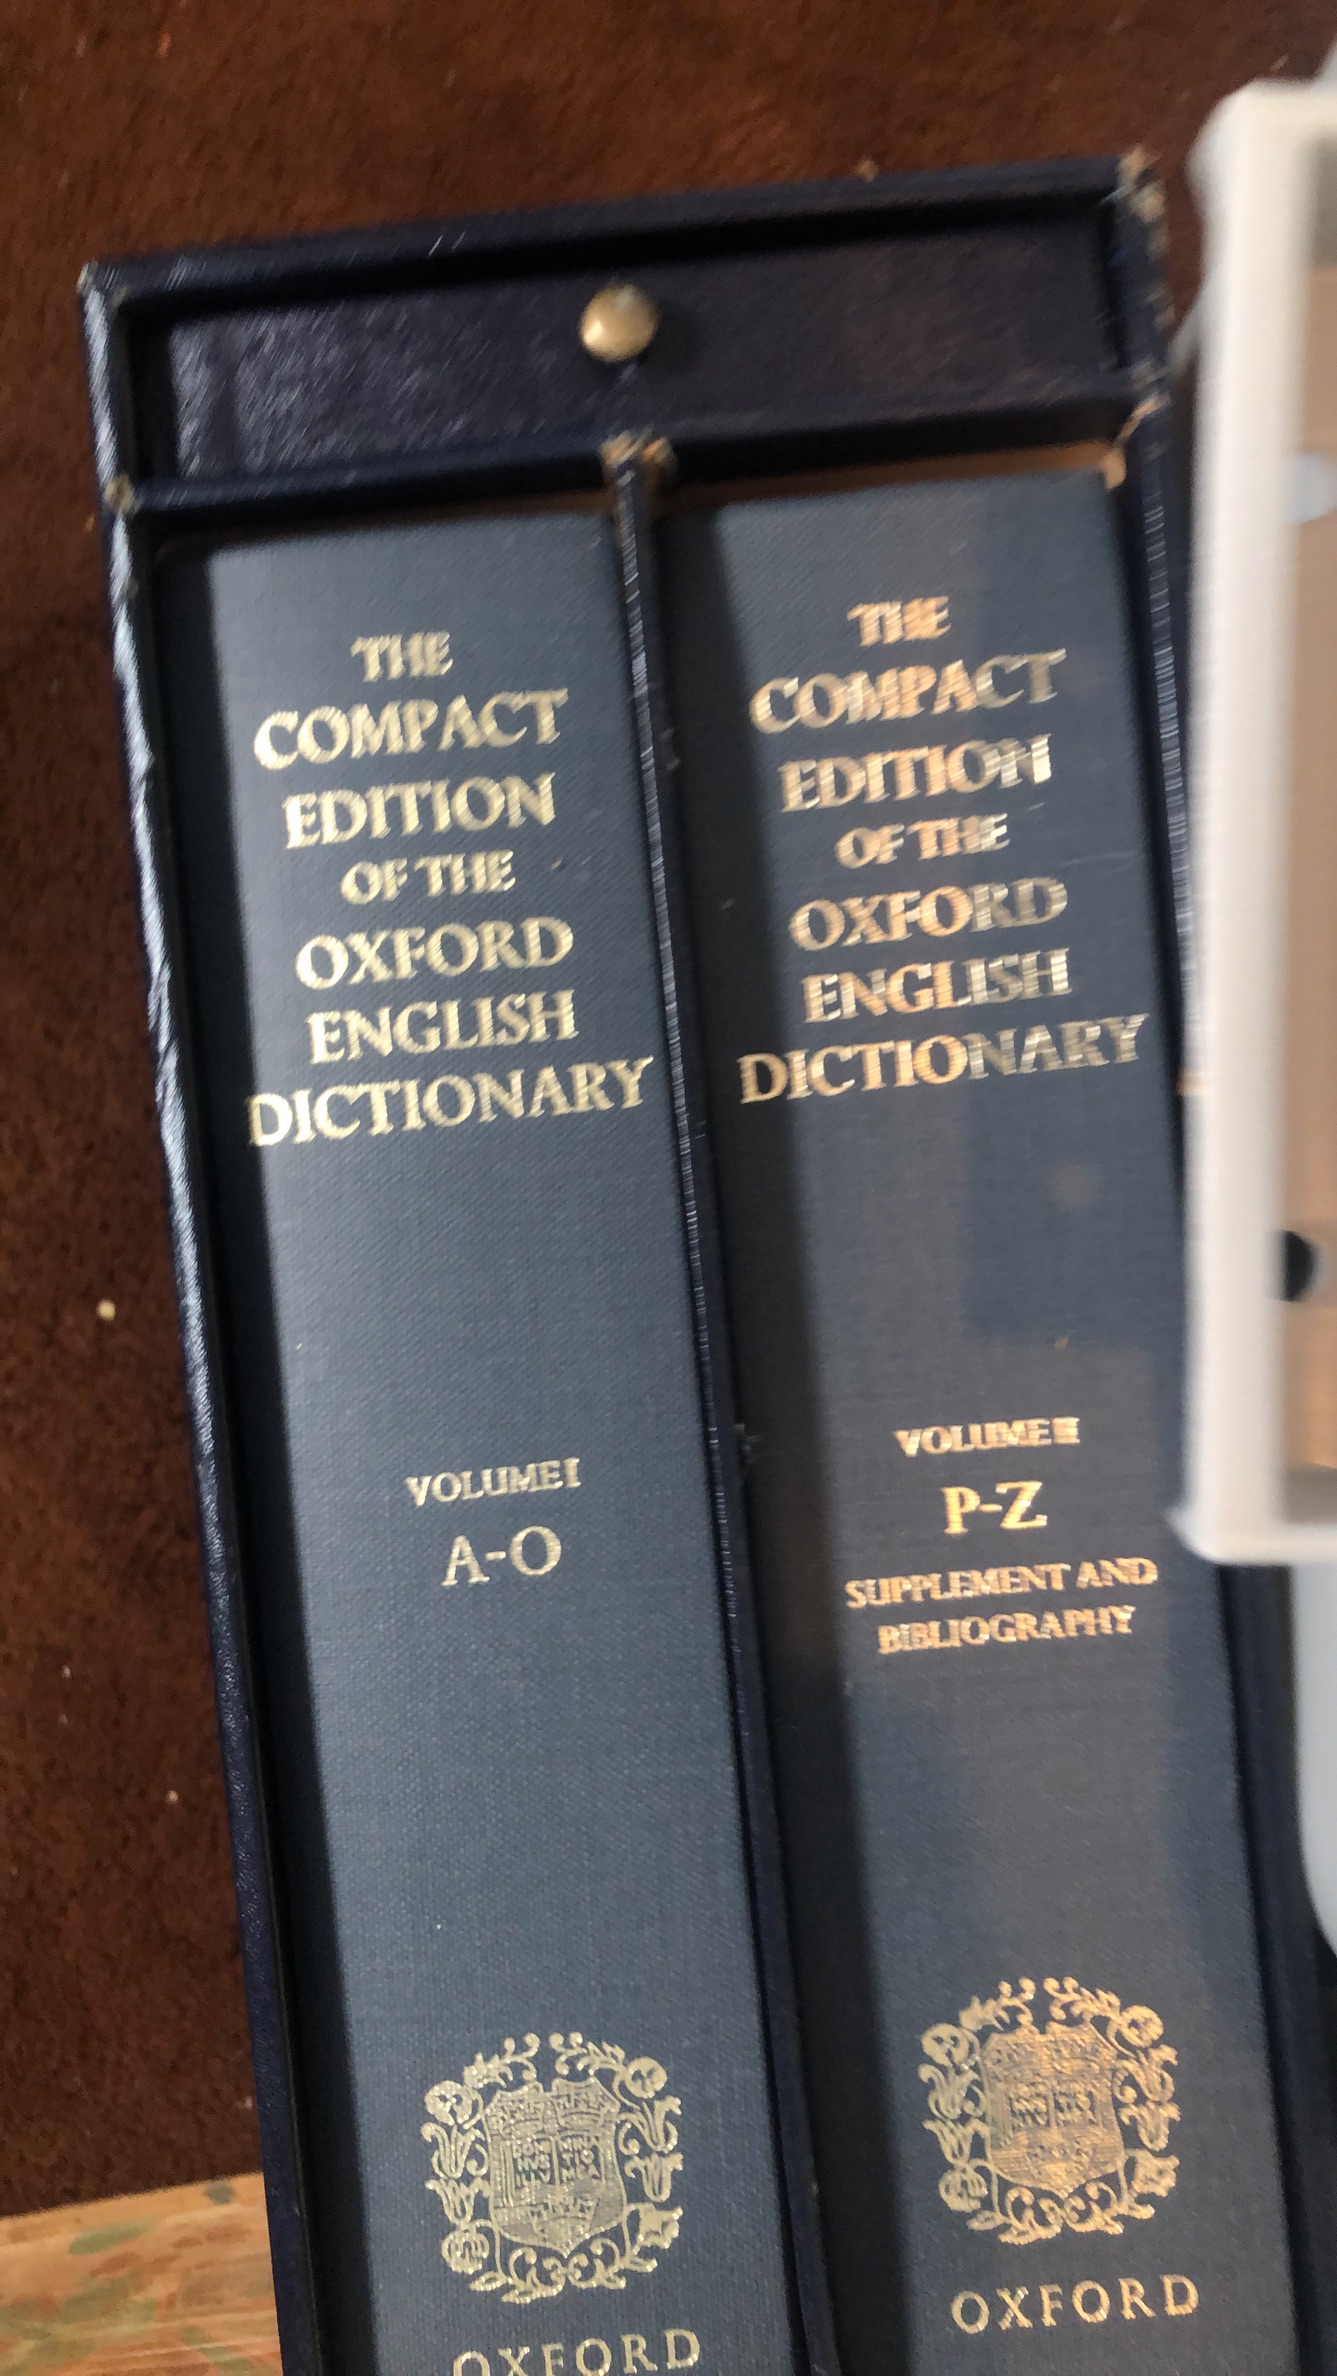 THE
COMPACT
EDITION
OF THE
OXFORD
ENGLISH
DICTIONARY
VOLUME I
A-O
OXFORD
THE
COMPACT
EDITION
OF THE
OXFORD
ENGLISH
DICTIONARY
VOLUME II
P-Z
SUPPLEMENT AND
BIBLIOGRAPHY
OXFORD